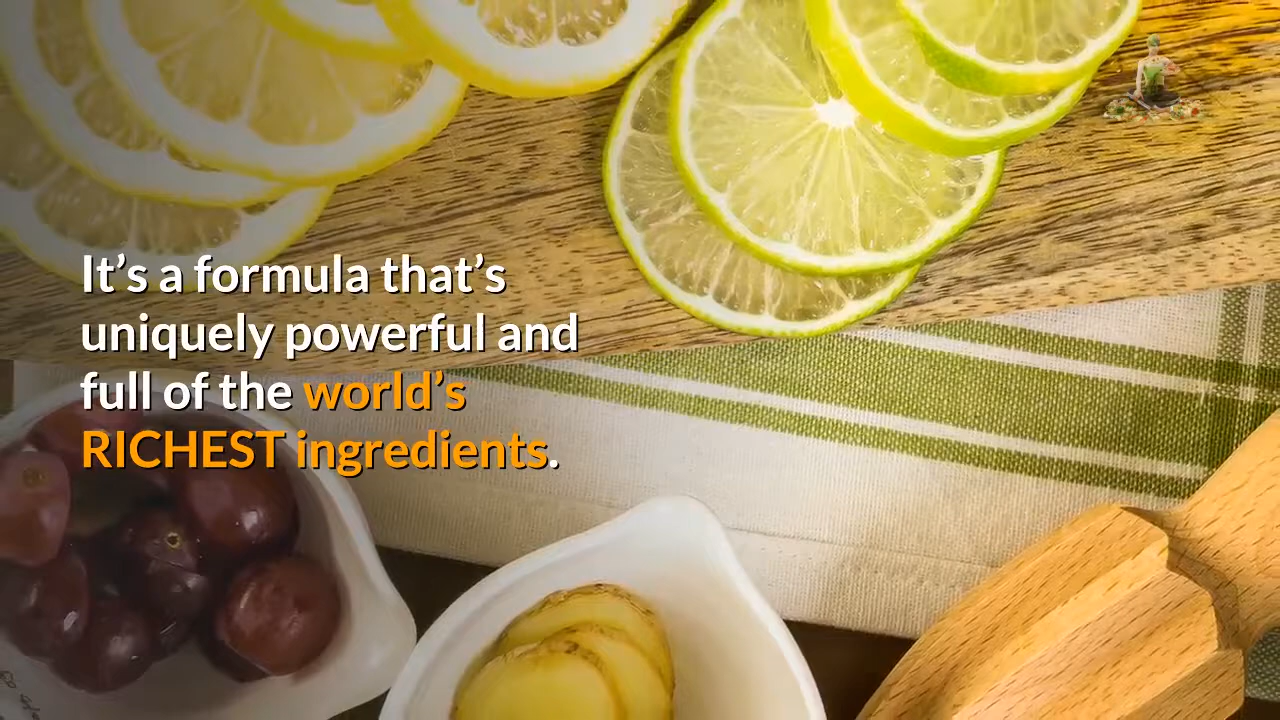 It’s a formula that’s
uniquely powerful and
full of the world’s
RICHEST ingredients.